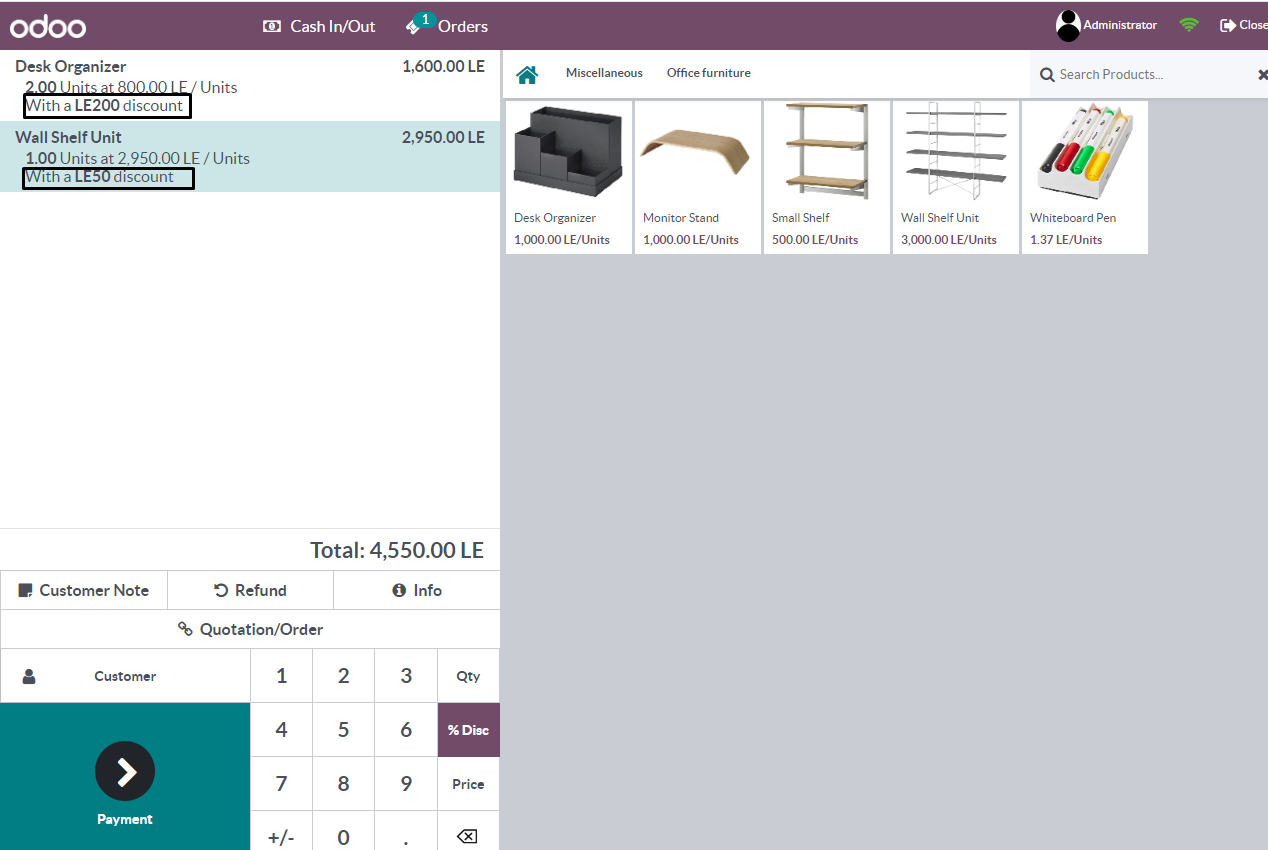 odoo
Cash In/Out
1
Orders
Administrator
Close
Desk Organizer 1,600.00 LE
2.00 Units at 800.00 LE / Units
With a LE200 discount
Wall Shelf Unit 2,950.00 LE
1.00 Units at 2,950.00 LE / Units
With a LE50 discount
Total: 4,550.00 LE
Customer Note Refund Info
Quotation/Order
Customer 1 2 3 Qty
4 5 6 % Disc
7 8 9 Price
Payment
+/- 0 .
Miscellaneous Office furniture Search Products...
Desk Organizer
1,000.00 LE/Units
Monitor Stand
1,000.00 LE/Units
Small Shelf
500.00 LE/Units
Wall Shelf Unit
3,000.00 LE/Units
Whiteboard Pen
1.37 LE/Units